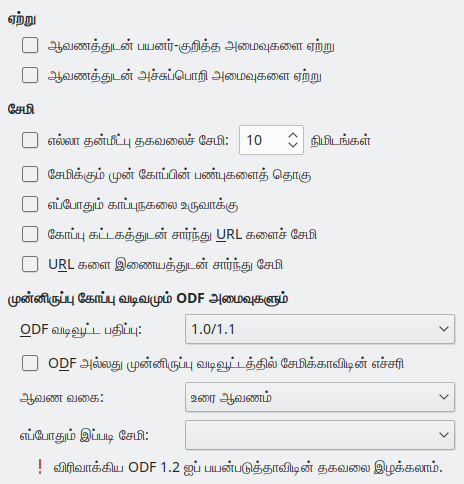 ஏற்று
ஆவணத்துடன் பயனர்-குறித்த அமைவுகளை ஏற்று
ஆவணத்துடன் அச்சுப்பொறி அமைவுகளை ஏற்று
சேமி
எல்லா தன்மீட்பு தகவலைச் சேமி: 10 நிமிடங்கள்
சேமிக்கும் முன் கோப்பின் பண்புகளைத் தொகு
எப்போதும் காப்புநகலை உருவாக்கு
கோப்பு கட்டகத்துடன் சார்ந்து URL களைச் சேமி
URL களை இணையத்துடன் சார்ந்து சேமி
முன்னிருப்பு கோப்பு வடிவமும் ODF அமைவுகளும்
ODF வடிவூட்ட பதிப்பு: 1.0/1.1
ODF அல்லது முன்னிருப்பு வடிவூட்டத்தில் சேமிக்காவிடின் எச்சரி
ஆவண வகை: உரை ஆவணம்
எப்போதும் இப்படி சேமி:
! விரிவாக்கிய ODF 1.2 ஐப் பயன்படுத்தாவிடின் தகவலை இழக்கலாம்.